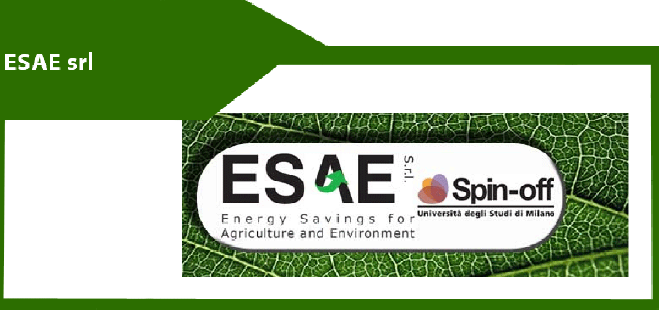 ESAE srl
ESAE S.r.l.
Energy Savings for
Agriculture and Environment
Spin-off
Università degli Studi di Milano